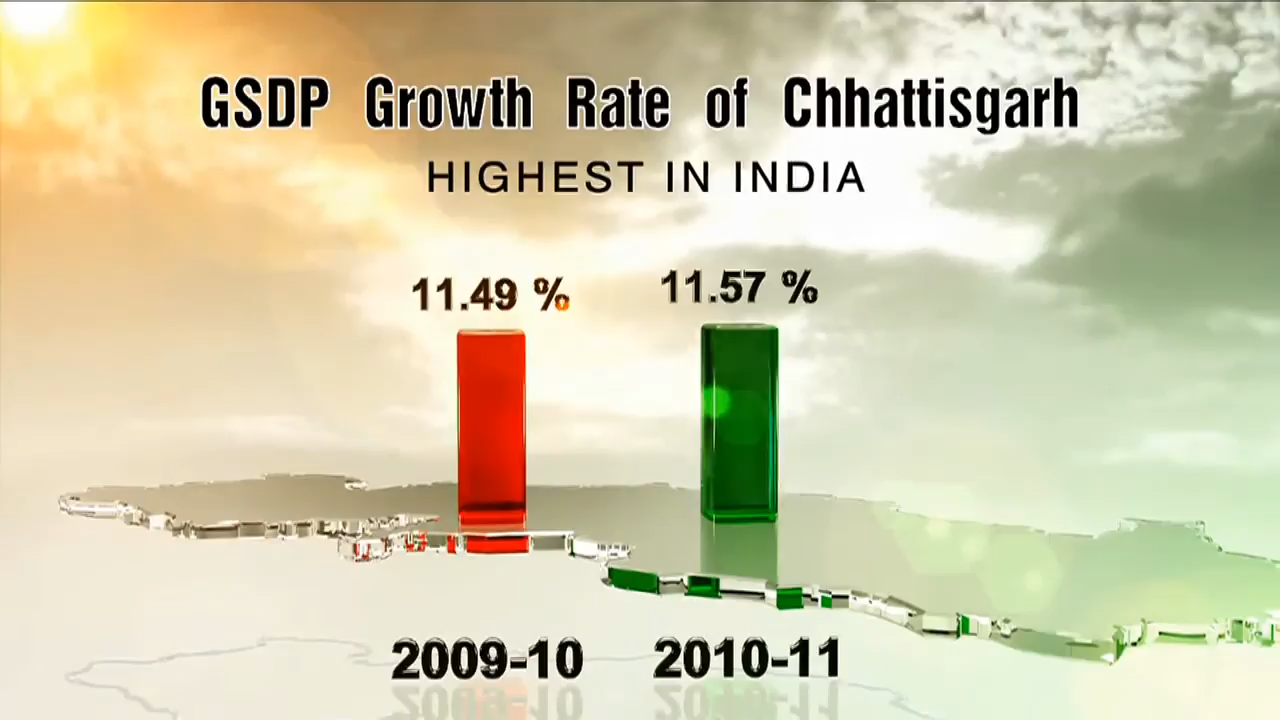 GSDP Growth Rate of Chhattisgarh
HIGHEST IN INDIA
11.49 % 11.57 %
2009-10 2010-11